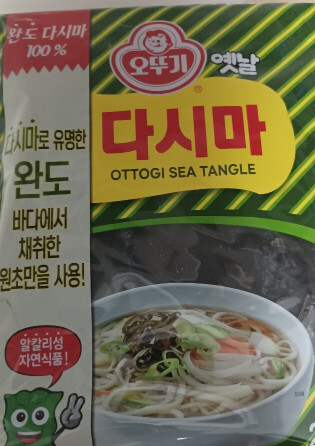 완도 다시마
100 %
오뚜기
옛날
®
다시마
OTTOGI SEA TANGLE
다시마로 유명한
완도
바다에서
채취한
원초만을 사용!
알칼리성
자연식품!